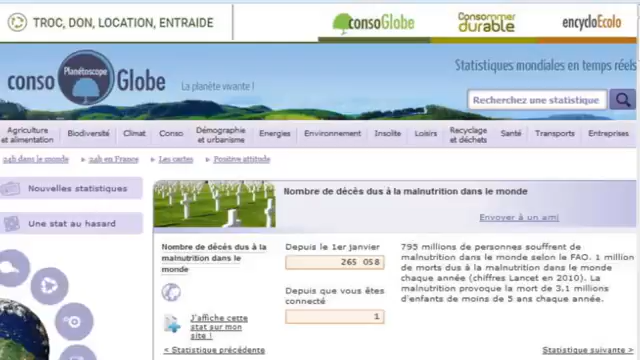 TROC, DON, LOCATION, ENTRAIDE
consoGlobe
Consommer durable
encycloEcolo
conso Planétoscope Globe
La planète vivante !
Statistiques mondiales en temps réels
Recherchez une statistique
Agriculture et alimentation
Biodiversité
Climat
Conso
Démographie et urbanisme
Energies
Environnement
Insolite
Loisirs
Recyclage et déchets
Santé
Transports
Entreprises
24h dans le monde
24h en France
Les cartes
Positive attitude
Nouvelles statistiques
Une stat au hasard
Nombre de décès dus à la malnutrition dans le monde
Envoyer à un ami
Nombre de décès dus à la
malnutrition dans le
monde
J'affiche cette
stat sur mon
site !
Depuis le 1er janvier
265 058
Depuis que vous êtes
connecté
1
795 millions de personnes souffrent de
malnutrition dans le monde selon le FAO. 1 million
de morts dus à la malnutrition dans le monde
chaque année (chiffres Lancet en 2010). La
malnutrition provoque la mort de 3,1 millions
d'enfants de moins de 5 ans chaque année.
< Statistique précédente
Statistique suivante >